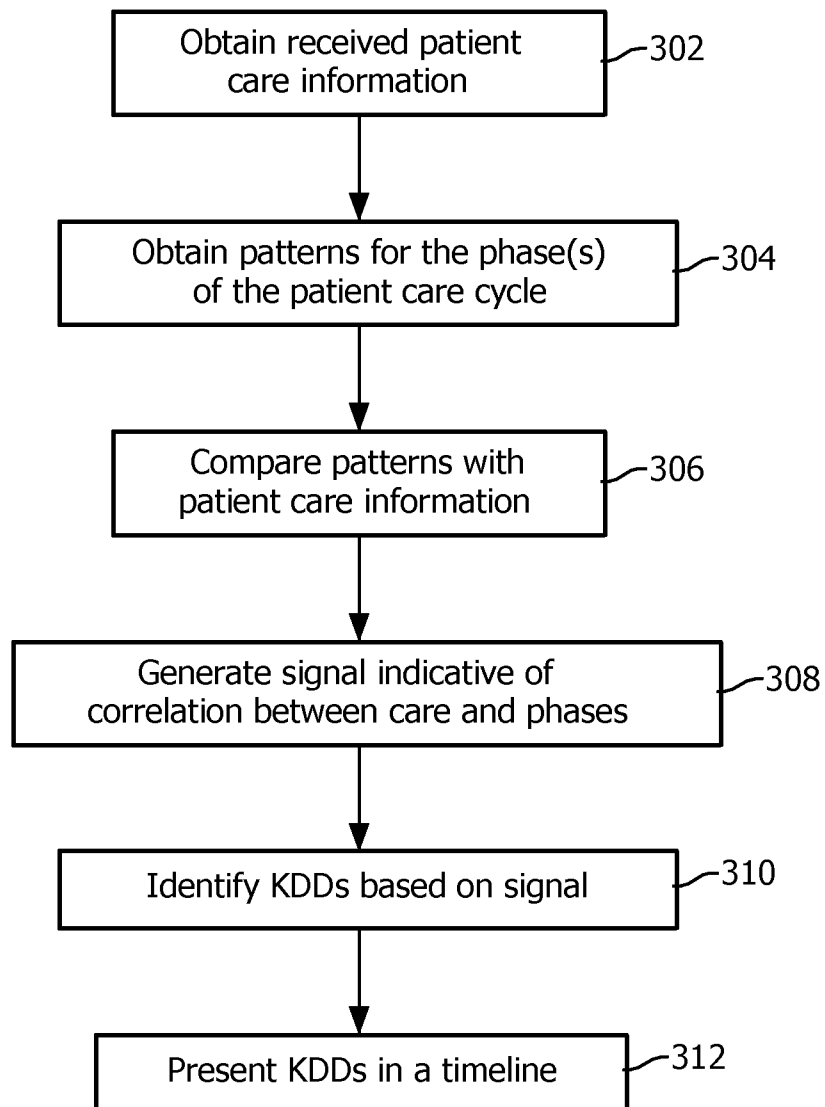 Obtain received patient
care information
302
Obtain patterns for the phase(s)
of the patient care cycle
304
Compare patterns with
patient care information
306
Generate signal indicative of
correlation between care and phases
308
Identify KDDs based on signal
310
Present KDDs in a timeline
312